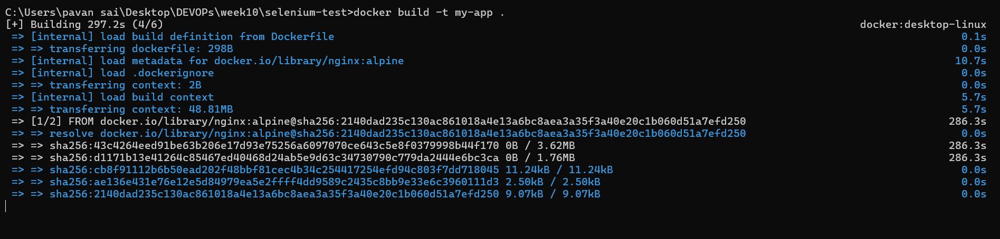 C:\Users\pavan sai\Desktop\DEVOPs\week10\selenium-test>docker build -t my-app .
[+] Building 297.2s (4/6) docker:desktop-linux
=> [internal] load build definition from Dockerfile 0.1s
=> => transferring dockerfile: 298B 0.0s
=> [internal] load metadata for docker.io/library/nginx:alpine 10.7s
=> [internal] load .dockerignore 0.0s
=> => transferring context: 2B 0.0s
=> [internal] load build context 5.7s
=> => transferring context: 48.81MB 5.7s
=> [1/2] FROM docker.io/library/nginx:alpine@sha256:2140dad235c130ac861018a4e13a6bc8aea3a35f3a40e20c1b060d51a7efd250 286.3s
=> => resolve docker.io/library/nginx:alpine@sha256:2140dad235c130ac861018a4e13a6bc8aea3a35f3a40e20c1b060d51a7efd250 0.0s
=> => sha256:43c4264eed91be63b206e17d93e75256a6097070ce643c5e8f0379998b44f170 0B / 3.62MB 286.3s
=> => sha256:d1171b13e41264c85467ed40468d24ab5e9d63c34730790c779da2444e6bc3ca 0B / 1.76MB 286.3s
=> => sha256:cb8f91112b6b50ead202f48bbf81cec4b34c254417254efd94c803f7dd718045 11.24kB / 11.24kB 0.0s
=> => sha256:ae136e431e76e12e5d84979ea5e2ffff4dd9589c2435c8bb9e33e6c3960111d3 2.50kB / 2.50kB 0.0s
=> => sha256:2140dad235c130ac861018a4e13a6bc8aea3a35f3a40e20c1b060d51a7efd250 9.07kB / 9.07kB 0.0s